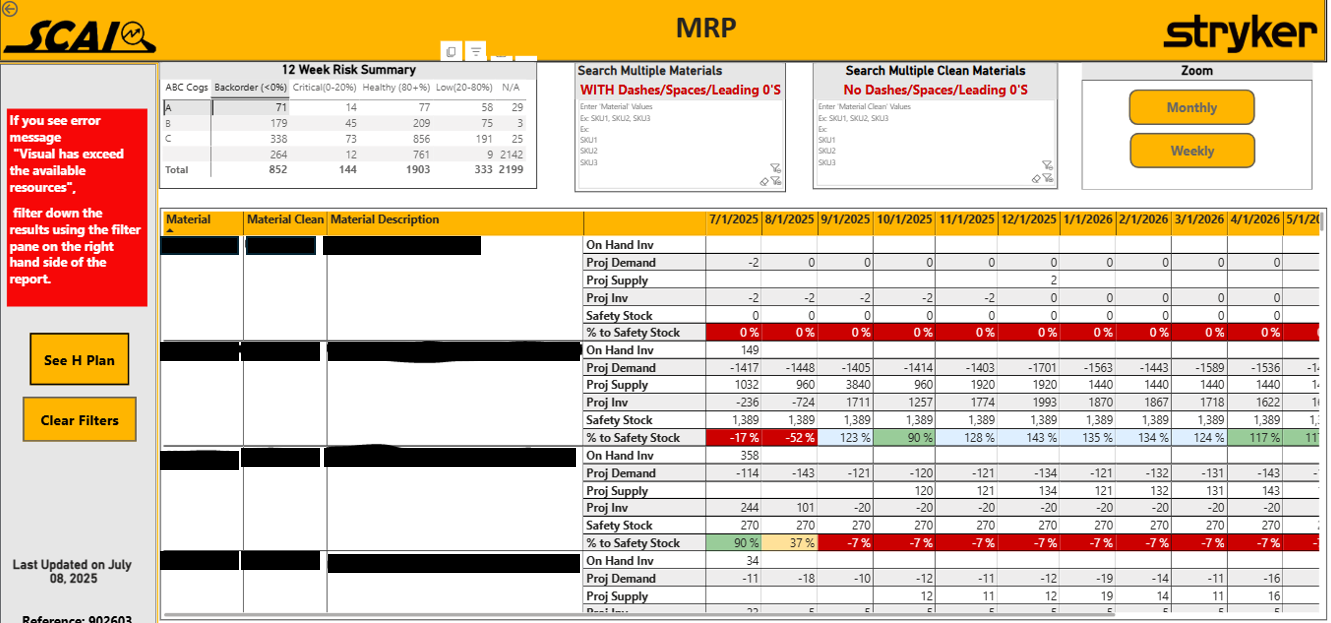 SCAI
MRP
stryker
If you see error
message
"Visual has exceed
the available
resources",
filter down the
results using the filter
pane on the right
hand side of the
report.
See H Plan
Clear Filters
Last Updated on July
08, 2025
Reference: 902603
12 Week Risk Summary
ABC Cogs Backorder (<0%) Critical(0-20%) Healthy (80+%) Low(20-80%) N/A
A 71 14 77 58 29
B 179 45 209 75 3
C 338 73 856 191 25
264 12 761 9 2142
Total 852 144 1903 333 2199
Search Multiple Materials
WITH Dashes/Spaces/Leading 0'S
Enter 'Material' Values
Ex: SKU1, SKU2, SKU3
Ex:
SKU1
SKU2
SKU3
Search Multiple Clean Materials
No Dashes/Spaces/Leading 0'S
Enter 'Material Clean' Values
Ex: SKU1, SKU2, SKU3
Ex:
SKU1
SKU2
SKU3
Zoom
Monthly
Weekly
Material Material Clean Material Description 7/1/2025 8/1/2025 9/1/2025 10/1/2025 11/1/2025 12/1/2025 1/1/2026 2/1/2026 3/1/2026 4/1/2026 5/1/20
On Hand Inv
Proj Demand -2 0 0 0 0 0 0 0 0 0
Proj Supply 2
Proj Inv -2 -2 -2 -2 -2 0 0 0 0 0
Safety Stock 0 0 0 0 0 0 0 0 0 0
% to Safety Stock 0 % 0 % 0 % 0 % 0 % 0 % 0 % 0 % 0 % 0 %
On Hand Inv 149
Proj Demand -1417 -1448 -1405 -1414 -1403 -1701 -1563 -1443 -1589 -1536
Proj Supply 1032 960 3840 960 1920 1920 1440 1440 1440 1440
Proj Inv -236 -724 1711 1257 1774 1993 1870 1867 1718 1622
Safety Stock 1,389 1,389 1,389 1,389 1,389 1,389 1,389 1,389 1,389 1,389
% to Safety Stock -17 % -52 % 123 % 90 % 128 % 143 % 135 % 134 % 124 % 117 %
On Hand Inv 358
Proj Demand -114 -143 -121 -120 -121 -134 -121 -132 -131 -143
Proj Supply 120 121 134 121 132 131 143
Proj Inv 244 101 -20 -20 -20 -20 -20 -20 -20 -20
Safety Stock 270 270 270 270 270 270 270 270 270 270
% to Safety Stock 90 % 37 % -7 % -7 % -7 % -7 % -7 % -7 % -7 % -7 %
On Hand Inv 34
Proj Demand -11 -18 -10 -12 -11 -12 -19 -14 -11 -16
Proj Supply 12 11 12 19 14 11 16